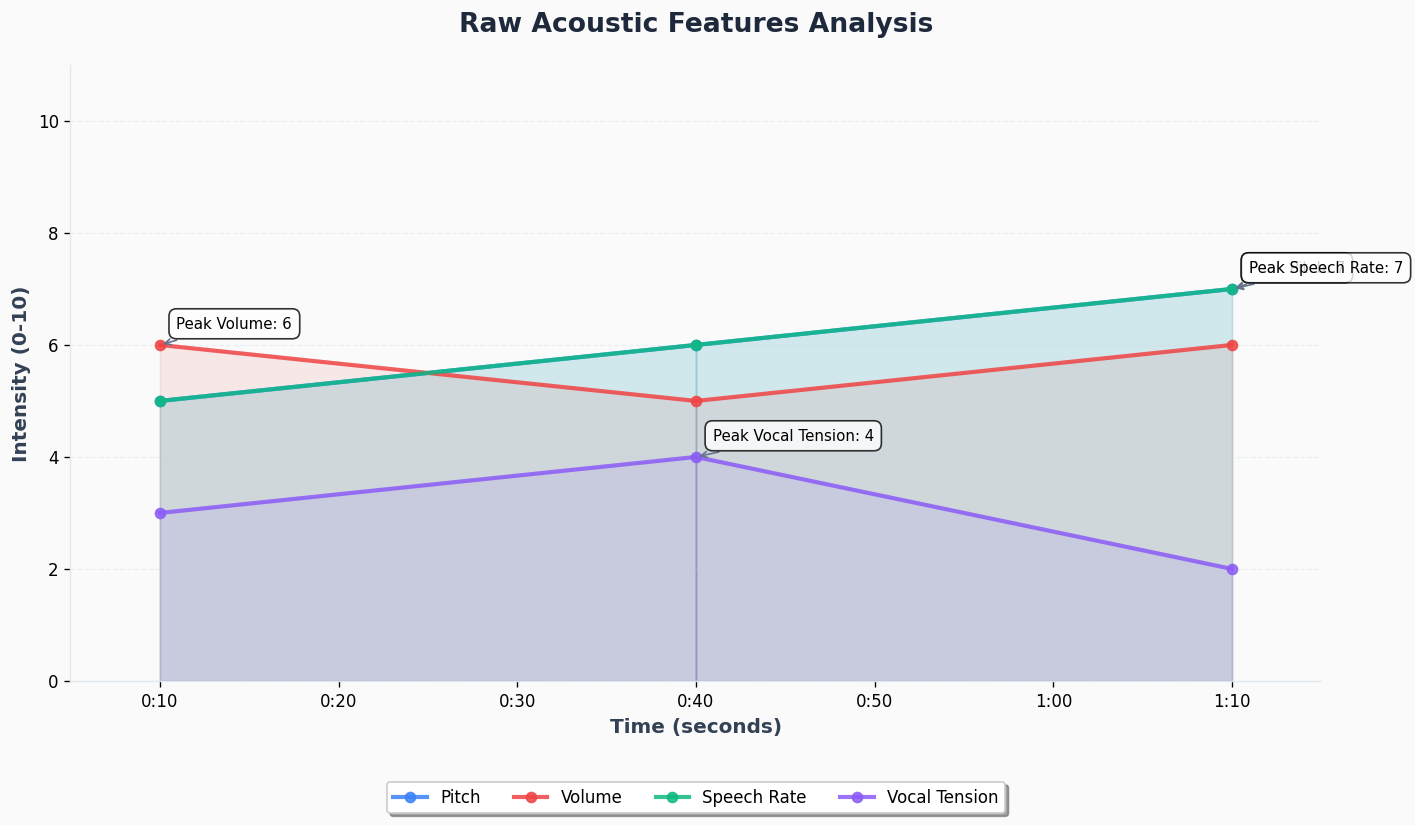 Raw Acoustic Features Analysis
Intensity (0-10)
10
8
6
4
2
0
Peak Volume: 6
Peak Vocal Tension: 4
Peak Speech Rate: 7
0:10 0:20 0:30 0:40 0:50 1:00 1:10
Time (seconds)
Pitch Volume Speech Rate Vocal Tension